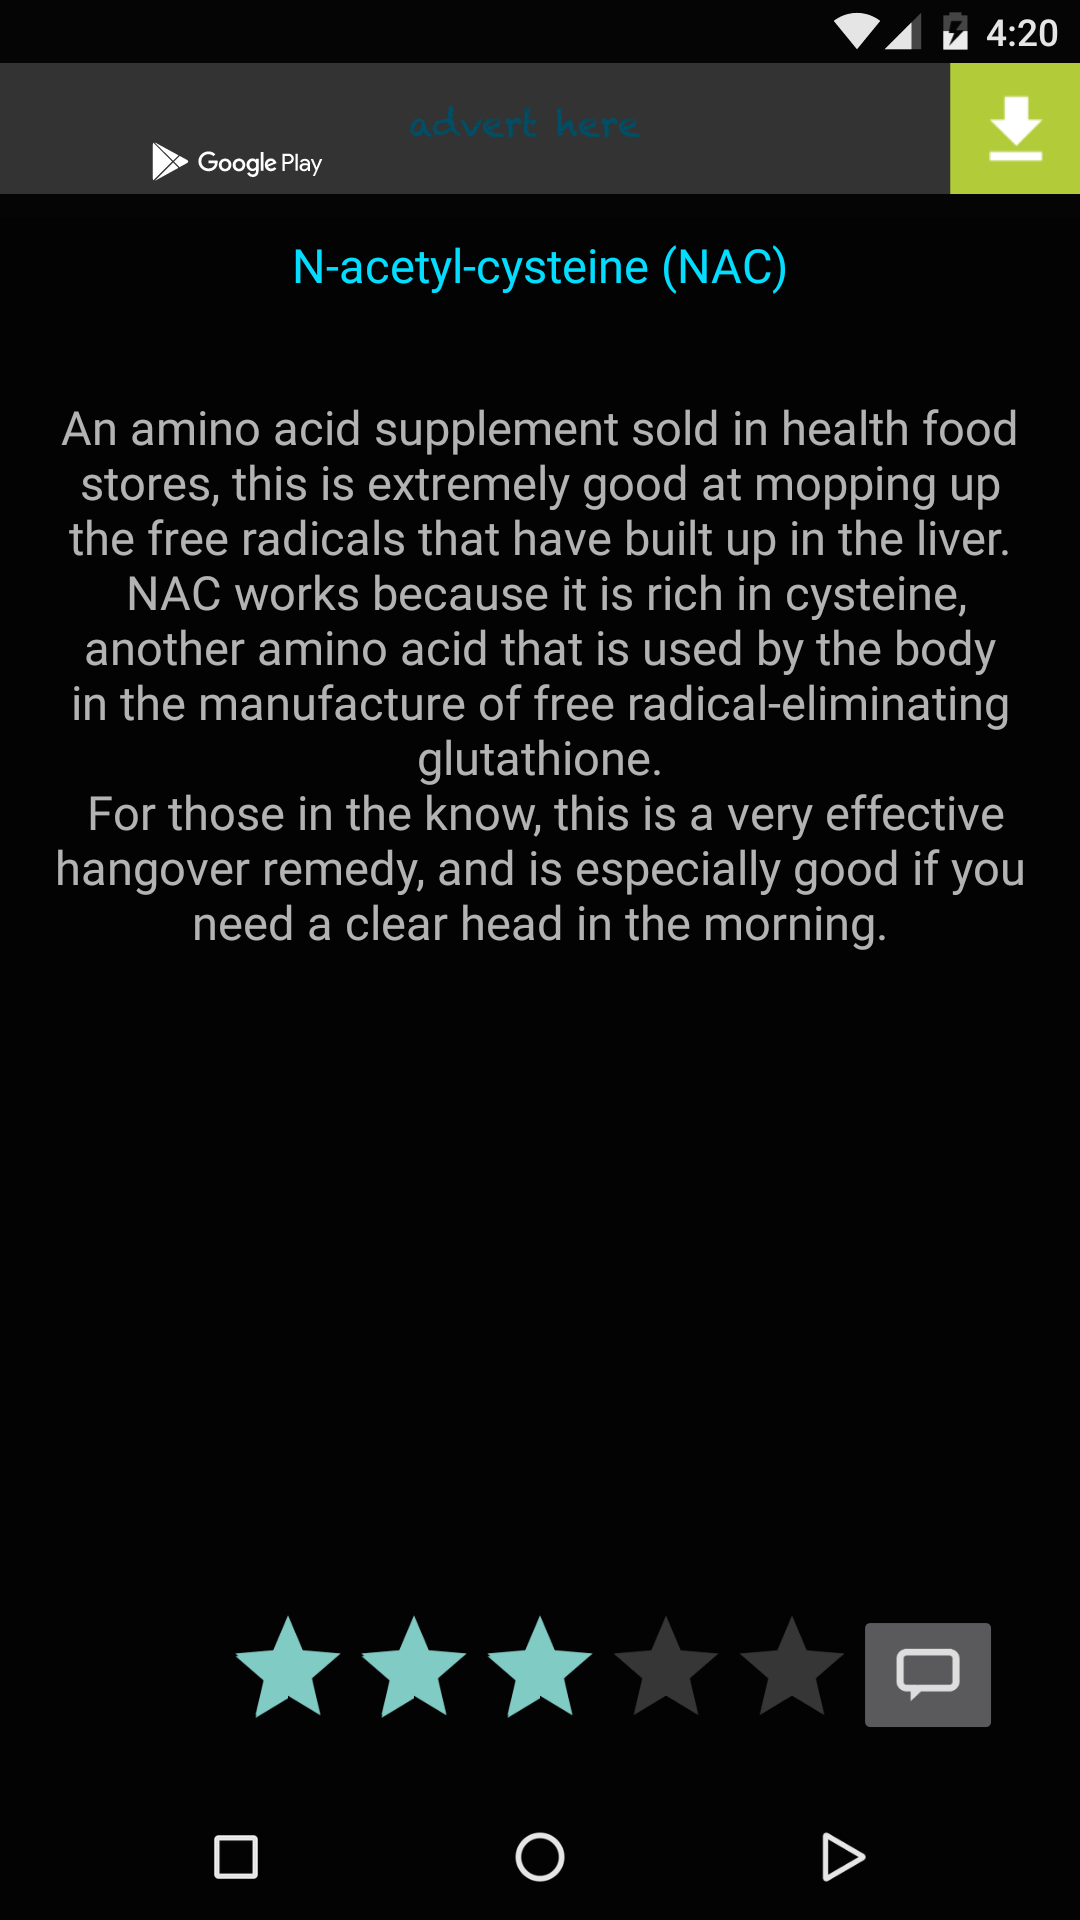 4:20
advert here
Google Play
N-acetyl-cysteine (NAC)
An amino acid supplement sold in health food
stores, this is extremely good at mopping up
the free radicals that have built up in the liver.
NAC works because it is rich in cysteine,
another amino acid that is used by the body
in the manufacture of free radical-eliminating
glutathione.
For those in the know, this is a very effective
hangover remedy, and is especially good if you
need a clear head in the morning.